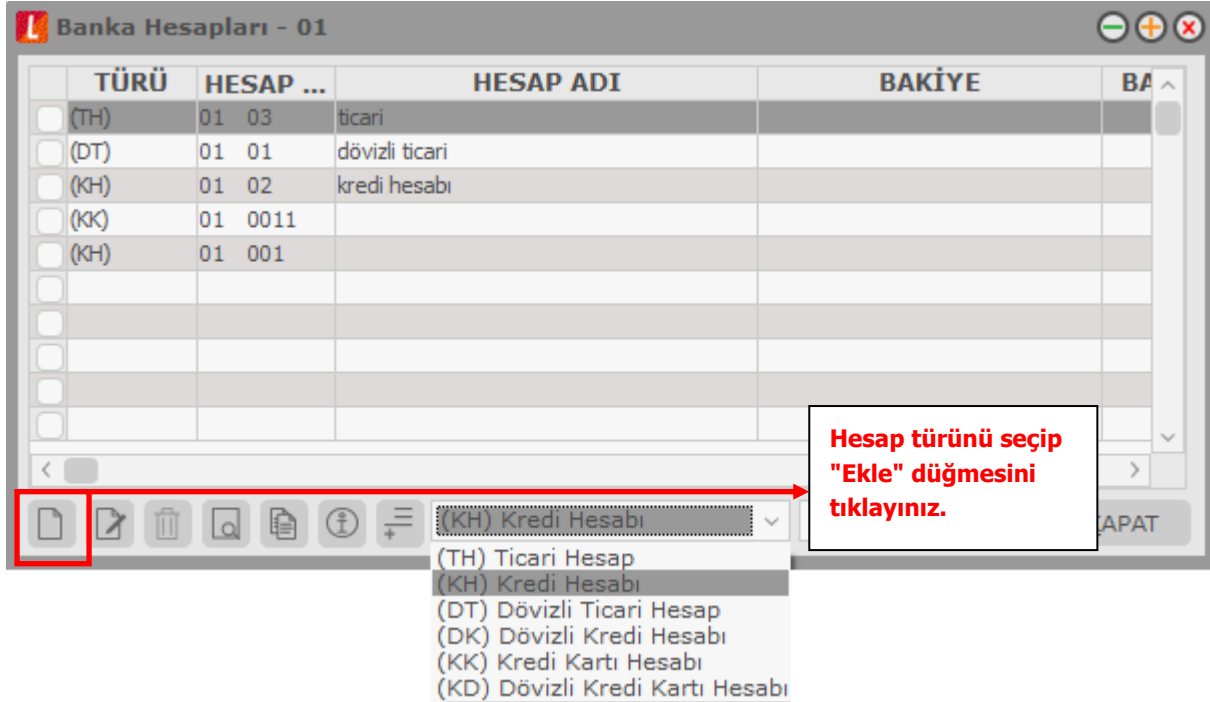 Banka Hesapları - 01
TÜRÜ HESAP ... HESAP ADI BAKİYE BA
(TH) 01 03 ticari
(DT) 01 01 dövizli ticari
(KH) 01 02 kredi hesabı
(KK) 01 0011
(KH) 01 001
Hesap türünü seçip
"Ekle" düğmesini
tıklayınız.
(KH) Kredi Hesabı
APAT
(TH) Ticari Hesap
(KH) Kredi Hesabı
(DT) Dövizli Ticari Hesap
(DK) Dövizli Kredi Hesabı
(KK) Kredi Kartı Hesabı
(KD) Dövizli Kredi Kartı Hesabı